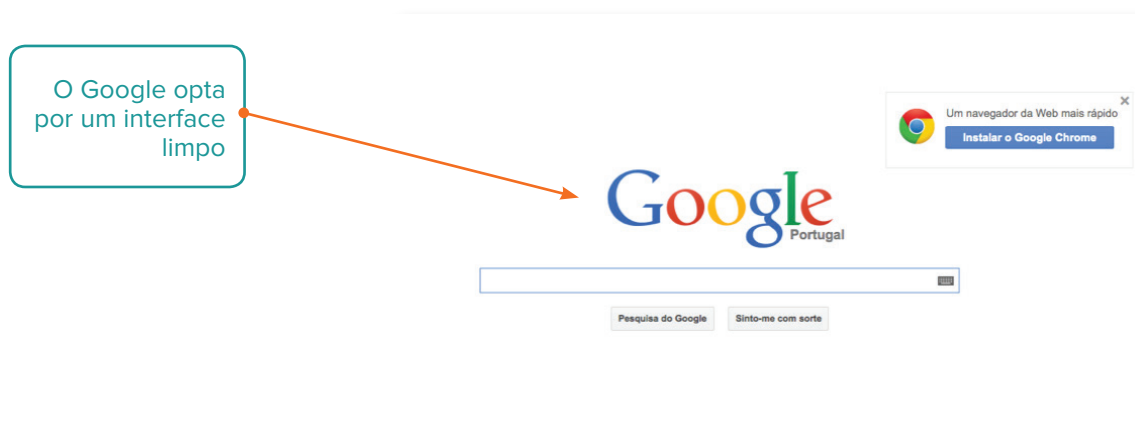 O Google opta
por um interface
limpo
Um navegador da Web mais rápido
Instalar o Google Chrome
Google
Portugal
Pesquisa do Google
Sinto-me com sorte